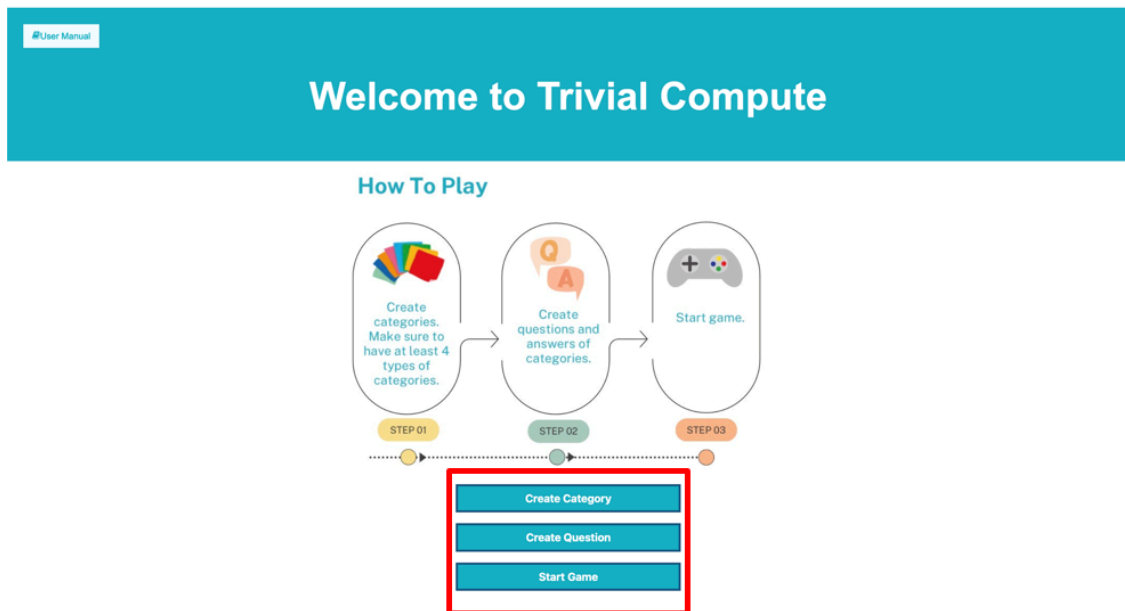 User Manual
Welcome to Trivial Compute
How To Play
Create
categories.
Make sure to
have at least 4
types of
categories.
Q
A
Create
questions and
answers of
categories.
Start game.
STEP 01
STEP 02
STEP 03
Create Category
Create Question
Start Game